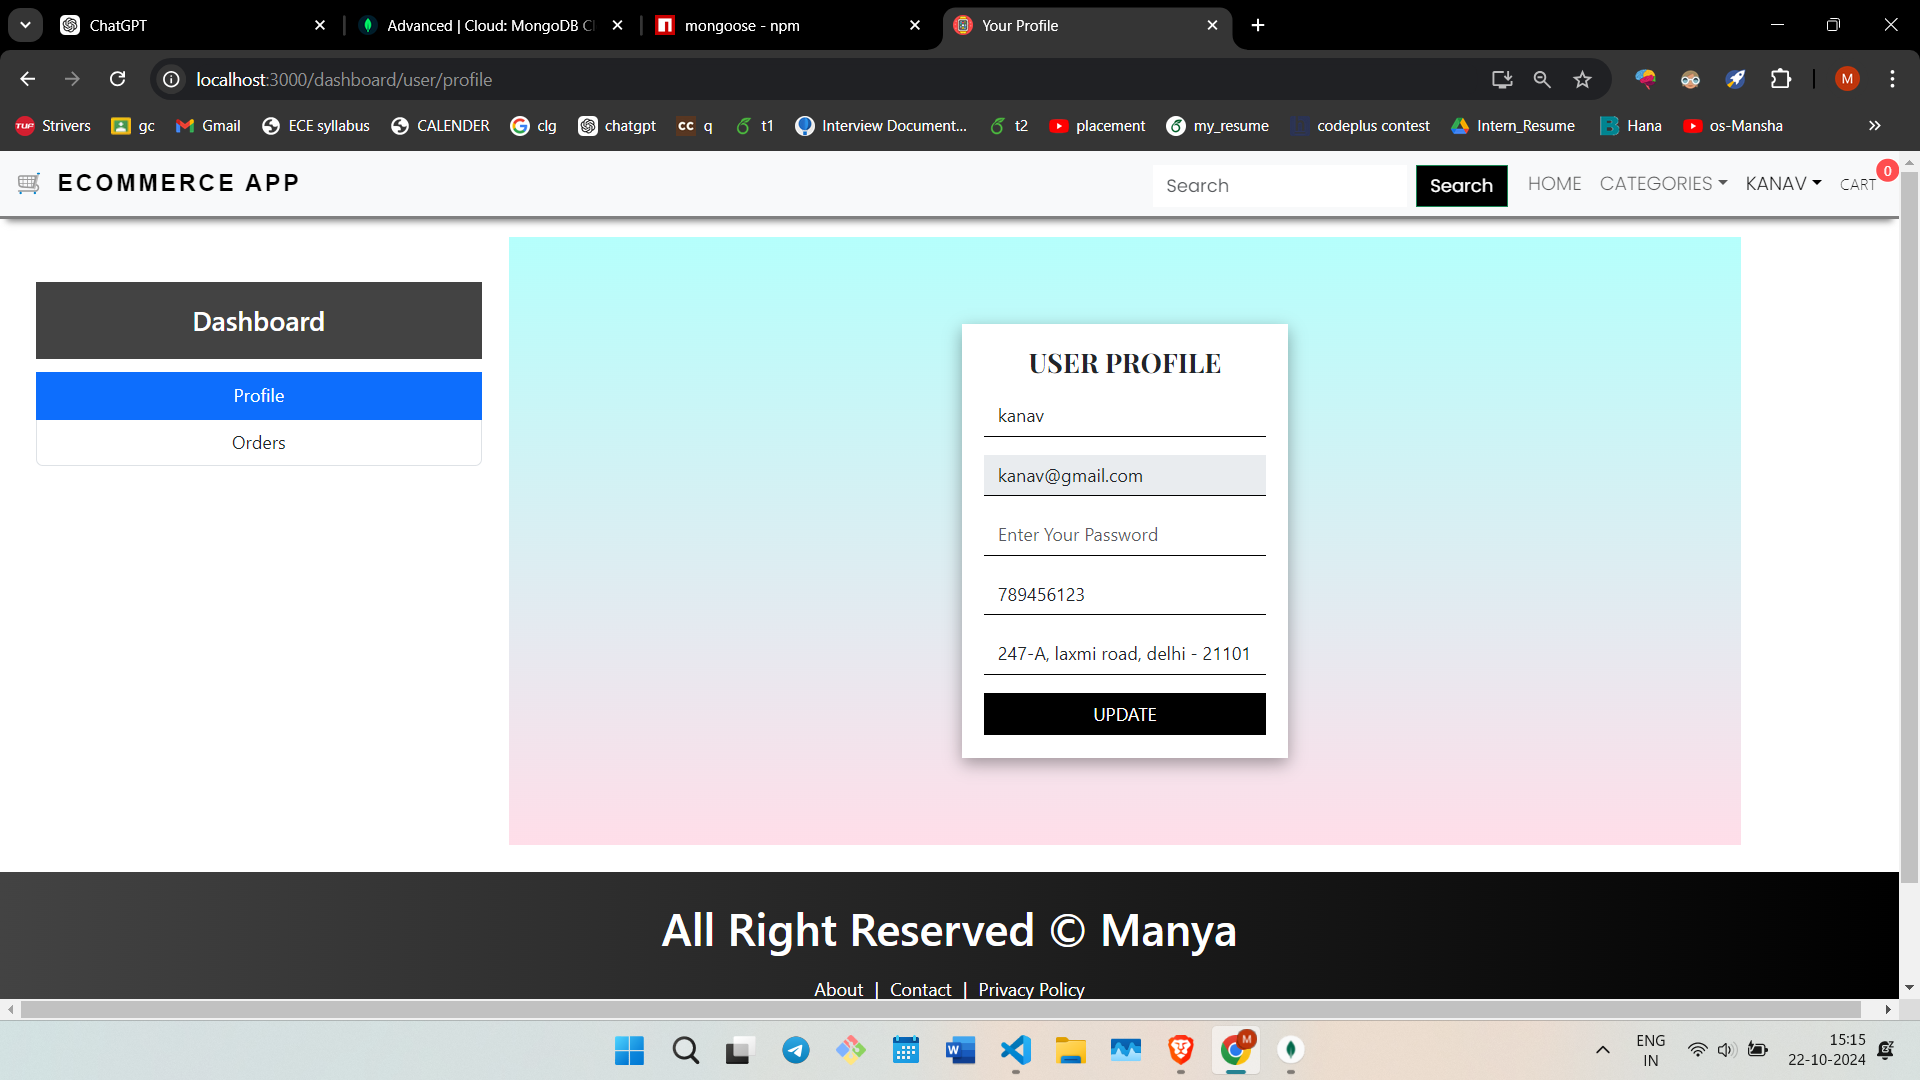 ChatGPT
Advanced | Cloud: MongoDB Cl
mongoose - npm
Your Profile
localhost:3000/dashboard/user/profile
M
Strivers
gc
Gmail
ECE syllabus
CALENDER
clg
chatgpt
q
t1
Interview Document...
t2
placement
my_resume
codeplus contest
Intern_Resume
Hana
os-Mansha
ECOMMERCE APP
Search
Search
HOME
CATEGORIES
KANAV
CART
0
Dashboard
Profile
Orders
USER PROFILE
kanav
kanav@gmail.com
Enter Your Password
789456123
247-A, laxmi road, delhi - 21101
UPDATE
All Right Reserved © Manya
About | Contact | Privacy Policy
ENG
IN
15:15
22-10-2024